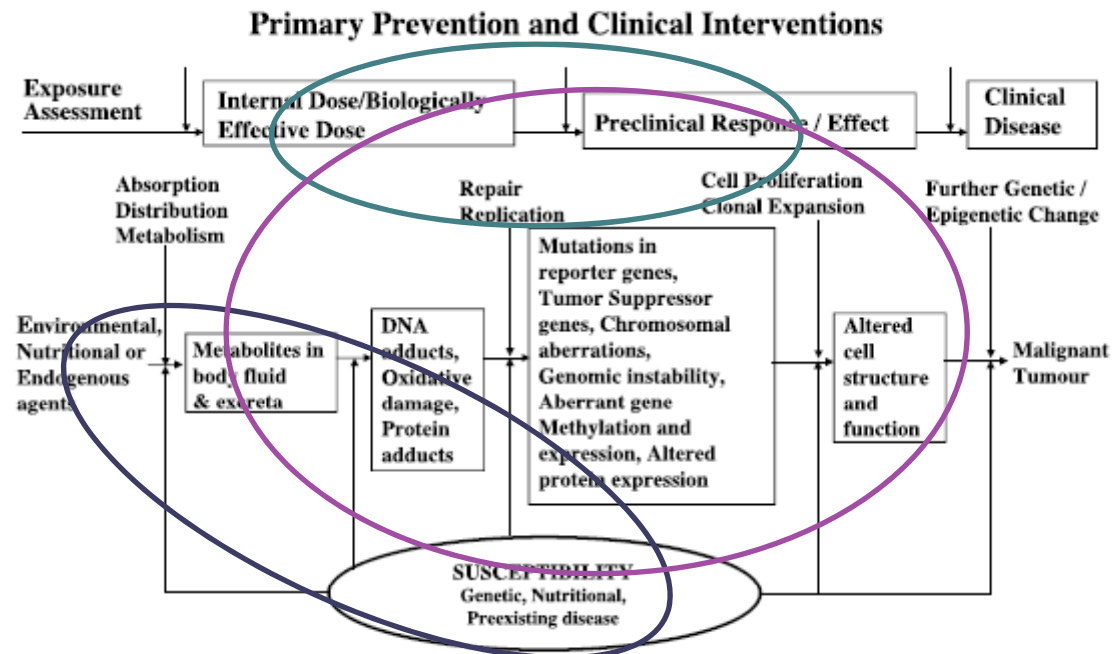 Primary Prevention and Clinical Interventions
Exposure
Assessment
Internal Dose/Biologically
Effective Dose
Preclinical Response / Effect
Clinical
Disease
Absorption
Distribution
Metabolism
Repair
Replication
Cell Proliferation
Clonal Expansion
Further Genetic /
Epigenetic Change
Environmental,
Nutritional or
Endogenous
agents
Metabolites in
body fluid
& excreta
DNA
adducts,
Oxidative
damage,
Protein
adducts
Mutations in
reporter genes,
Tumor Suppressor
genes, Chromosomal
aberrations,
Genomic instability,
Aberrant gene
Methylation and
expression, Altered
protein expression
Altered
cell
structure
and
function
Malignant
Tumour
SUSCEPTIBILITY
Genetic, Nutritional,
Preexisting disease